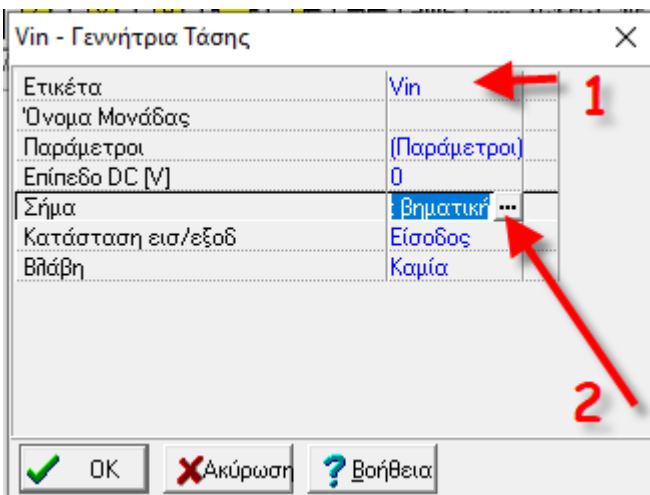 Vin - Γεννήτρια Τάσης
Ετικέτα Vin 1
Όνομα Μονάδας
Παράμετροι (Παράμετροι)
Επίπεδο DC [V] 0
Σήμα : Βηματική ...
Κατάσταση εισ/εξοδ Είσοδος
Βλάβη Καμία
2
OK Ακύρωση Βοήθεια